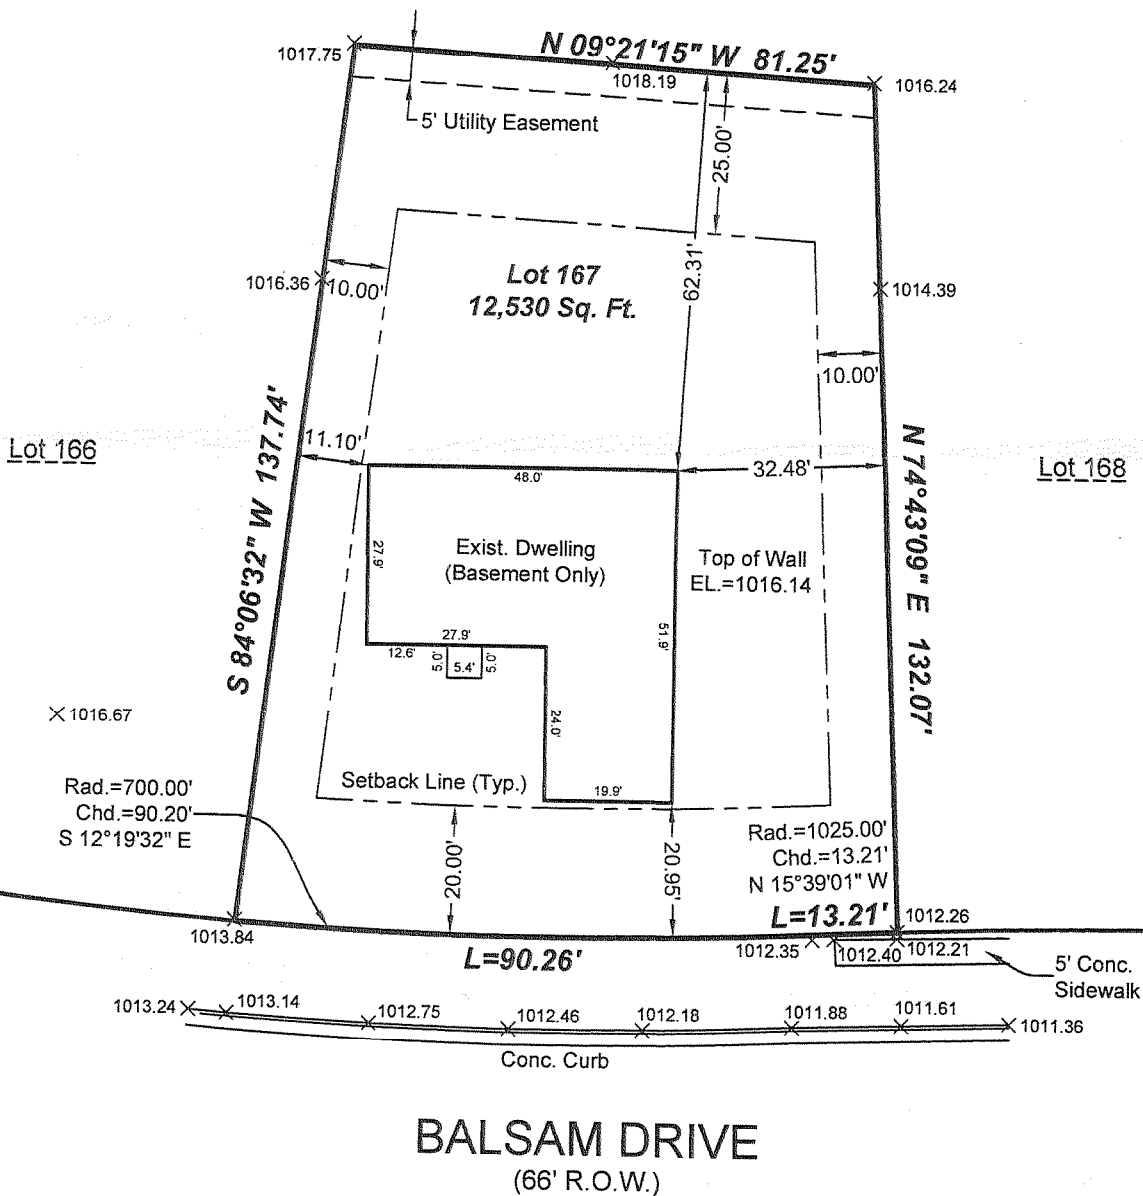 N 09°21'15" W 81.25'
1017.75
1018.19
1016.24
5' Utility Easement
25.00'
62.31'
Lot 167
12,530 Sq. Ft.
1016.36
10.00'
1014.39
10.00'
S 84°06'32" W 137.74'
N 74°43'09" E 132.07'
Lot 166
11.10'
32.48'
Lot 168
48.0'
27.9'
Exist. Dwelling
(Basement Only)
Top of Wall
EL.=1016.14
51.9'
27.9'
12.6'
5.0'
5.4'
5.0'
24.0'
19.9'
1016.67
Setback Line (Typ.)
Rad.=700.00'
Chd.=90.20'
S 12°19'32" E
20.00'
20.95'
Rad.=1025.00'
Chd.=13.21'
N 15°39'01" W
L=13.21'
1012.26
1013.84
L=90.26'
1012.35
1012.40
1012.21
5' Conc.
Sidewalk
1013.24
1013.14
1012.75
1012.46
1012.18
1011.88
1011.61
1011.36
Conc. Curb
BALSAM DRIVE
(66' R.O.W.)